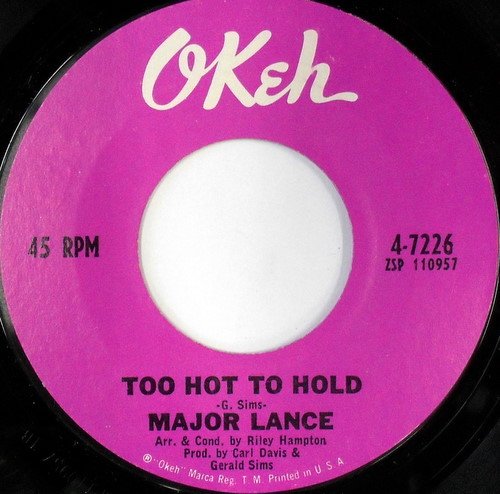 OKeh
45 RPM
4-7226
ZSP 110957
TOO HOT TO HOLD
-G. Sims-
MAJOR LANCE
Arr. & Cond. by Riley Hampton
Prod. by Carl Davis &
Gerald Sims
® "Okeh" Marca Reg. T. M. Printed in U.S.A.